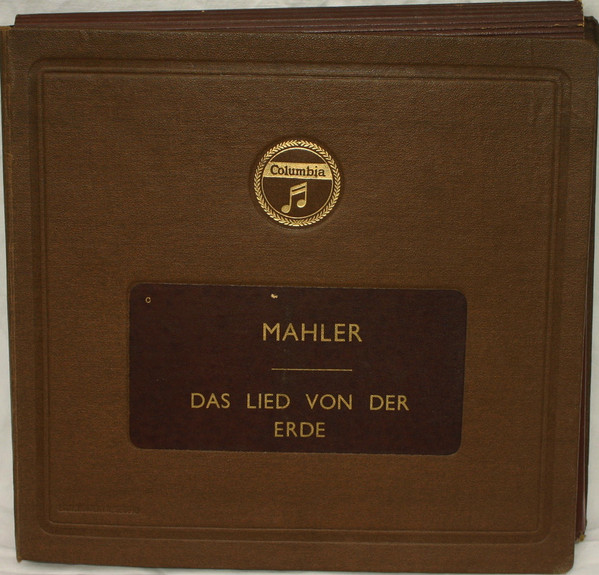 Columbia
C
MAHLER
DAS LIED VON DER
ERDE